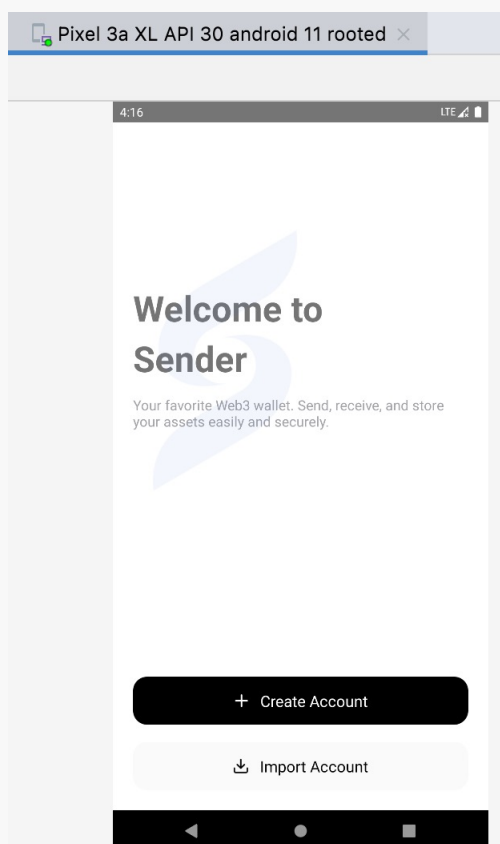 Pixel 3a XL API 30 android 11 rooted
4:16
LTE
Welcome to
Sender
Your favorite Web3 wallet. Send, receive, and store
your assets easily and securely.
+ Create Account
Import Account